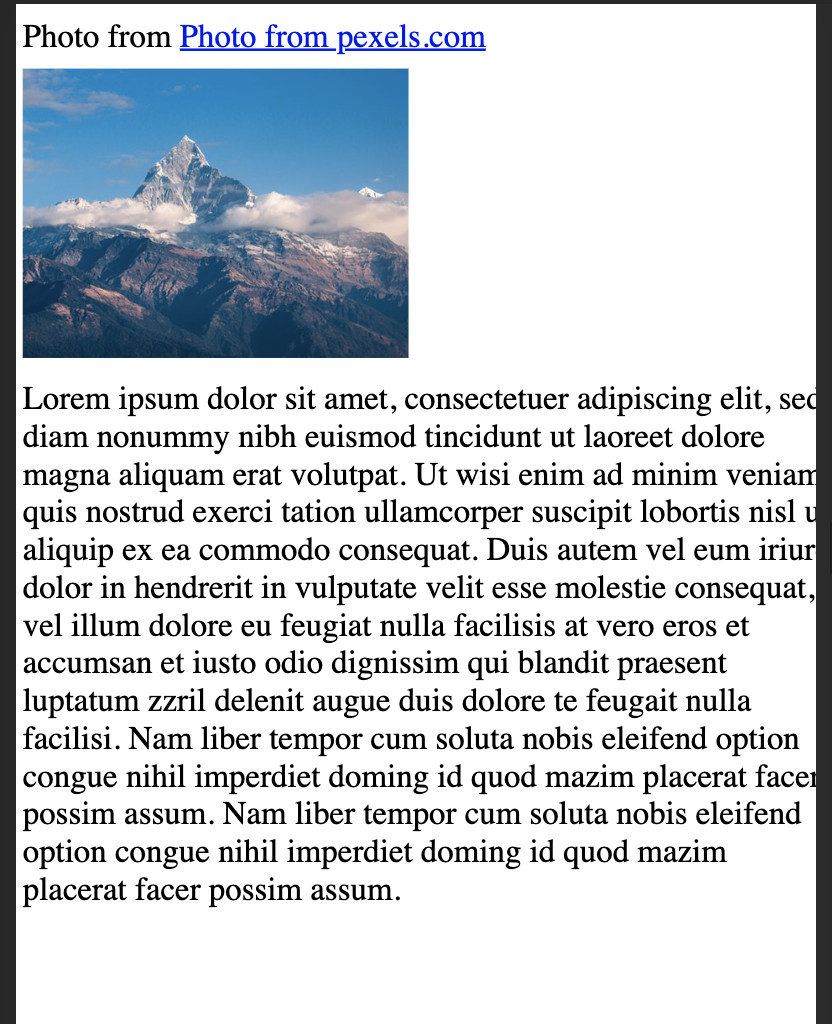 Photo from Photo from pexels.com
Lorem ipsum dolor sit amet, consectetuer adipiscing elit, sed
diam nonummy nibh euismod tincidunt ut laoreet dolore
magna aliquam erat volutpat. Ut wisi enim ad minim veniam
quis nostrud exerci tation ullamcorper suscipit lobortis nisl u
aliquip ex ea commodo consequat. Duis autem vel eum iriur
dolor in hendrerit in vulputate velit esse molestie consequat,
vel illum dolore eu feugiat nulla facilisis at vero eros et
accumsan et iusto odio dignissim qui blandit praesent
luptatum zzril delenit augue duis dolore te feugait nulla
facilisi. Nam liber tempor cum soluta nobis eleifend option
congue nihil imperdiet doming id quod mazim placerat facer
possim assum. Nam liber tempor cum soluta nobis eleifend
option congue nihil imperdiet doming id quod mazim
placerat facer possim assum.